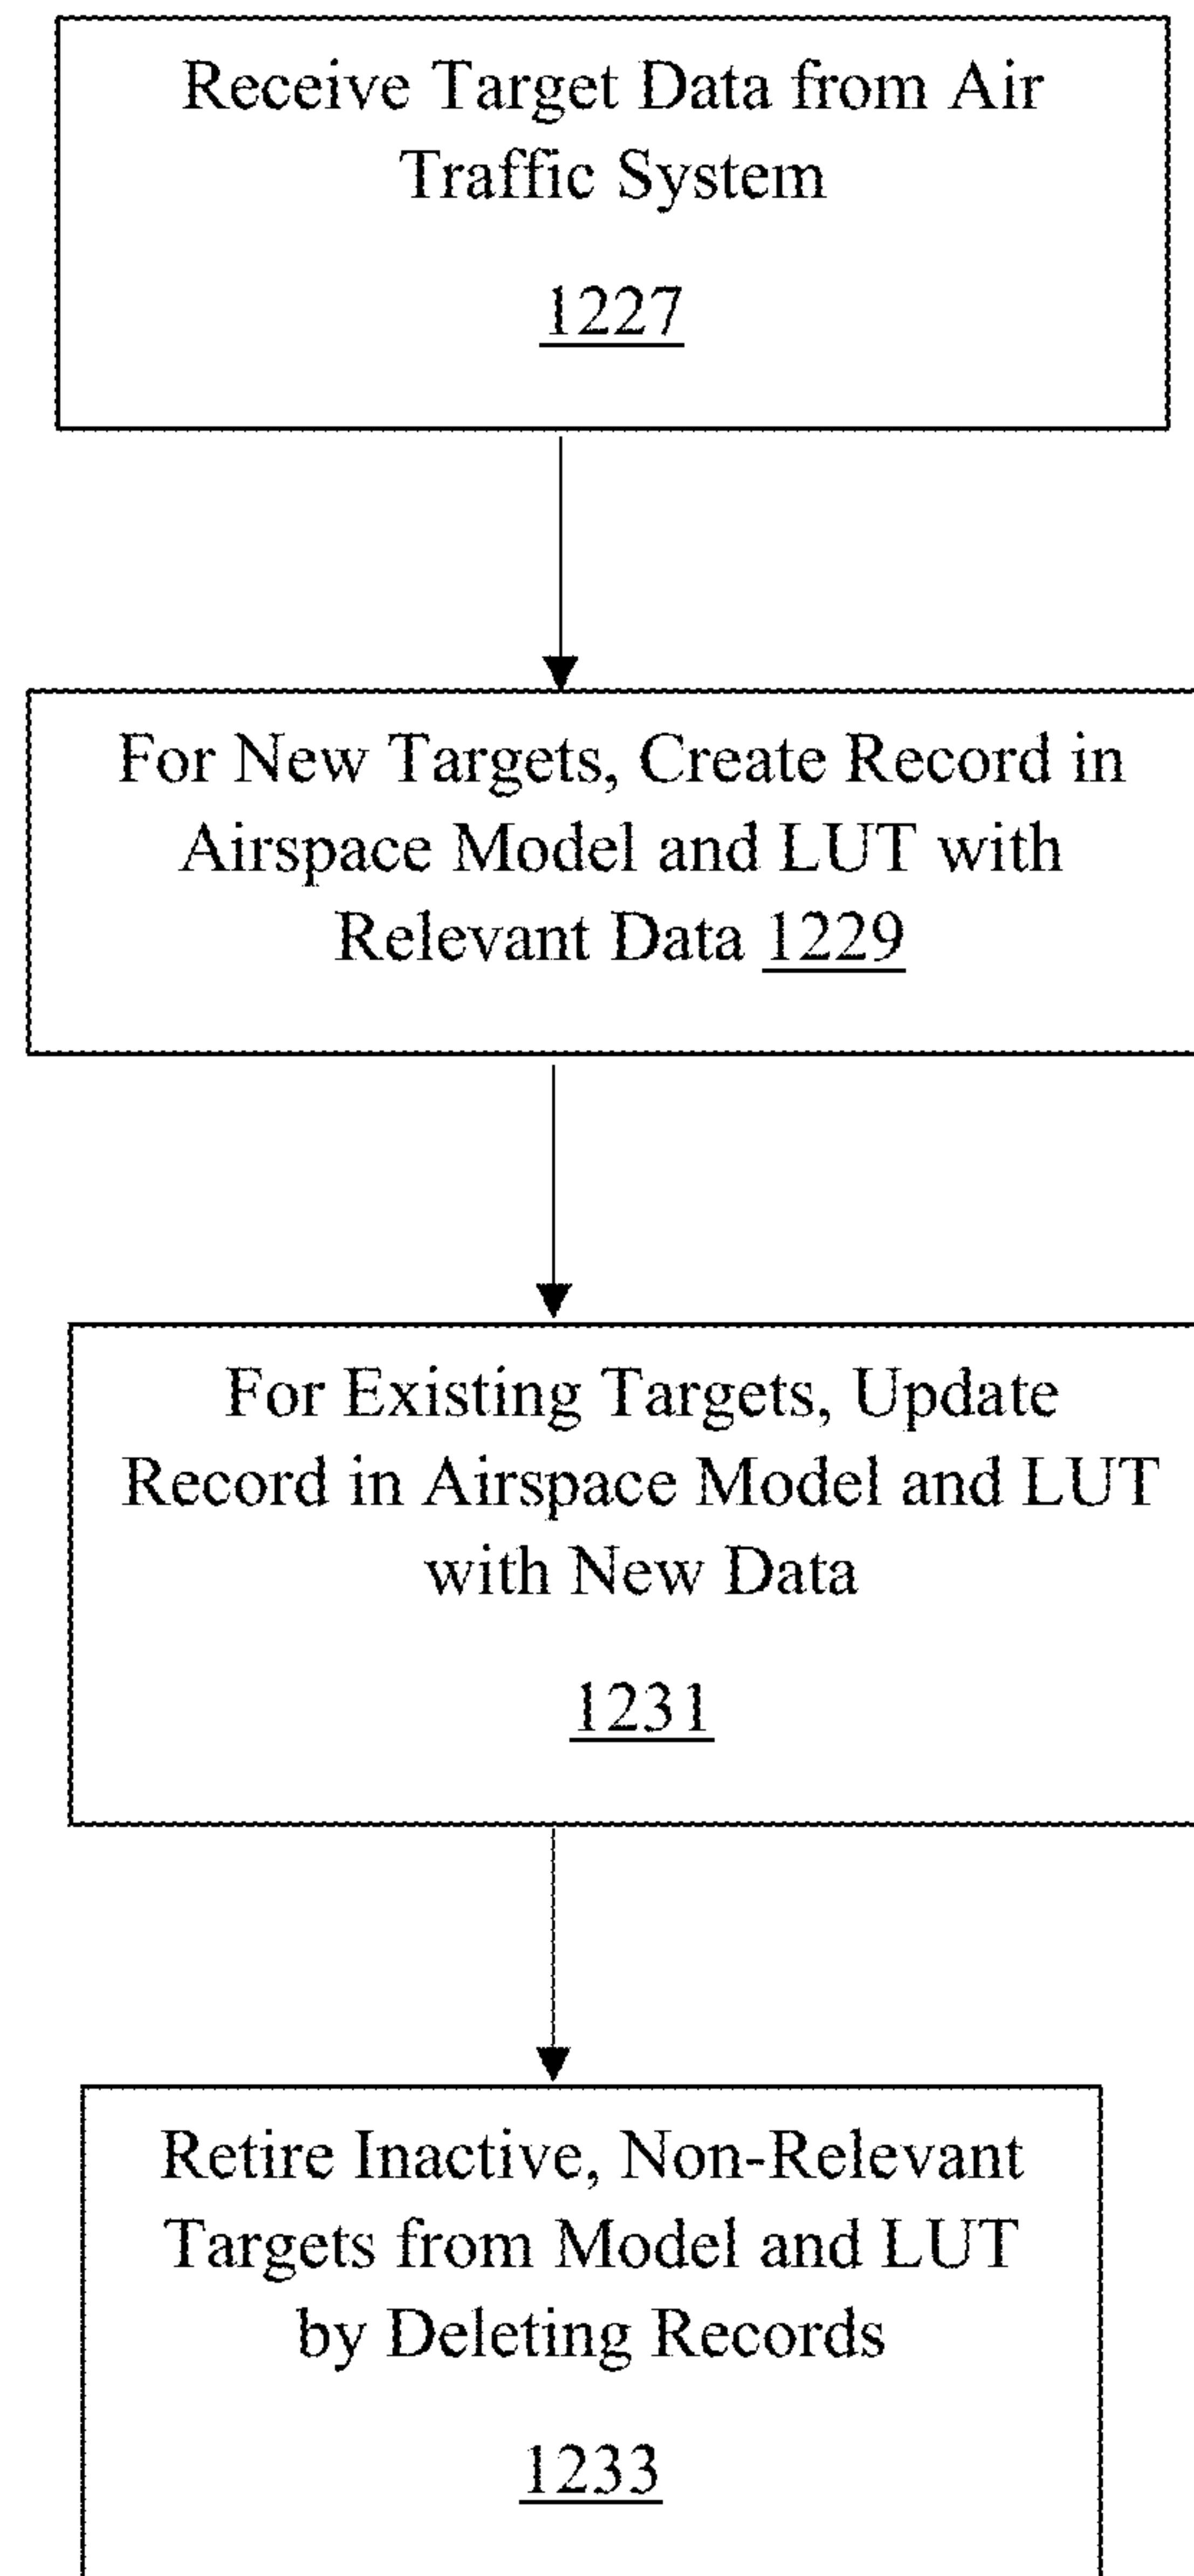 Receive Target Data from Air
Traffic System
1227
For New Targets, Create Record in
Airspace Model and LUT with
Relevant Data 1229
For Existing Targets, Update
Record in Airspace Model and LUT
with New Data
1231
Retire Inactive, Non-Relevant
Targets from Model and LUT
by Deleting Records
1233